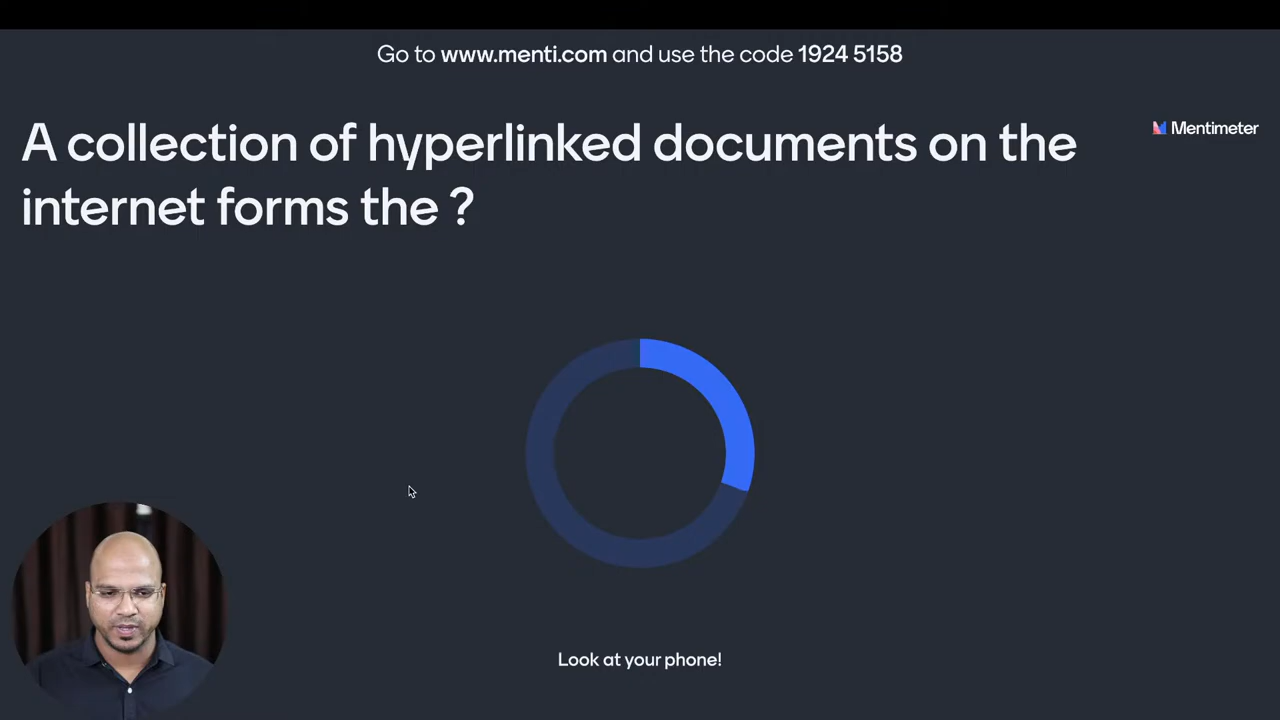 Go to www.menti.com and use the code 1924 5158
A collection of hyperlinked documents on the
internet forms the ?
Mentimeter
Look at your phone!